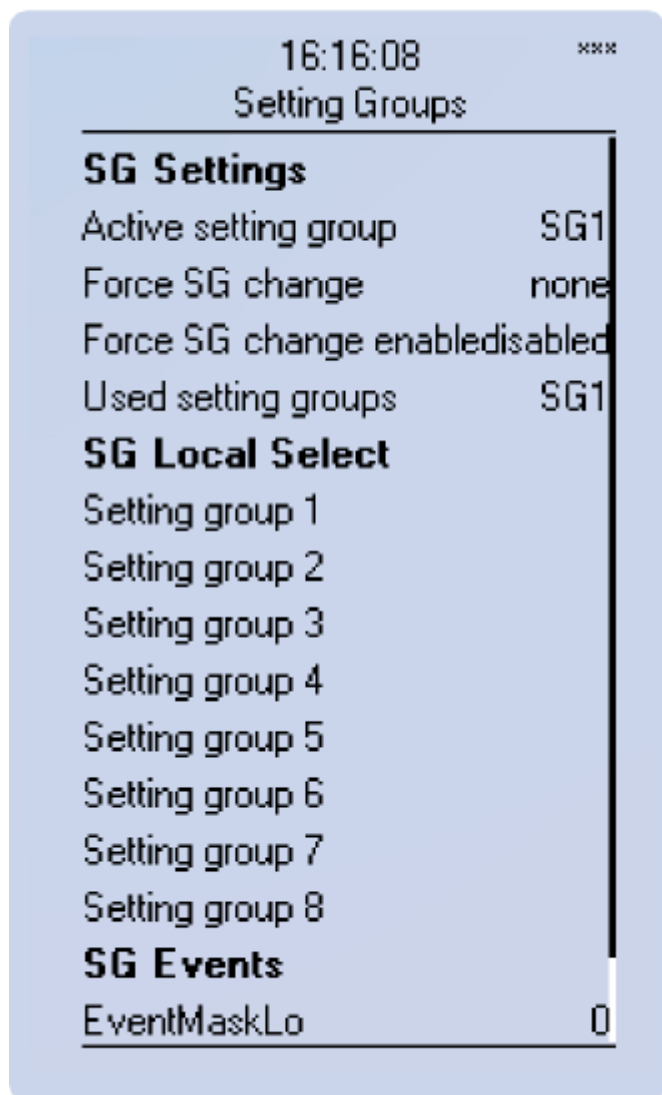 16:16:08 ***
Setting Groups
SG Settings
Active setting group SG1
Force SG change none
Force SG change enabledisabled
Used setting groups SG1
SG Local Select
Setting group 1
Setting group 2
Setting group 3
Setting group 4
Setting group 5
Setting group 6
Setting group 7
Setting group 8
SG Events
EventMaskLo 0